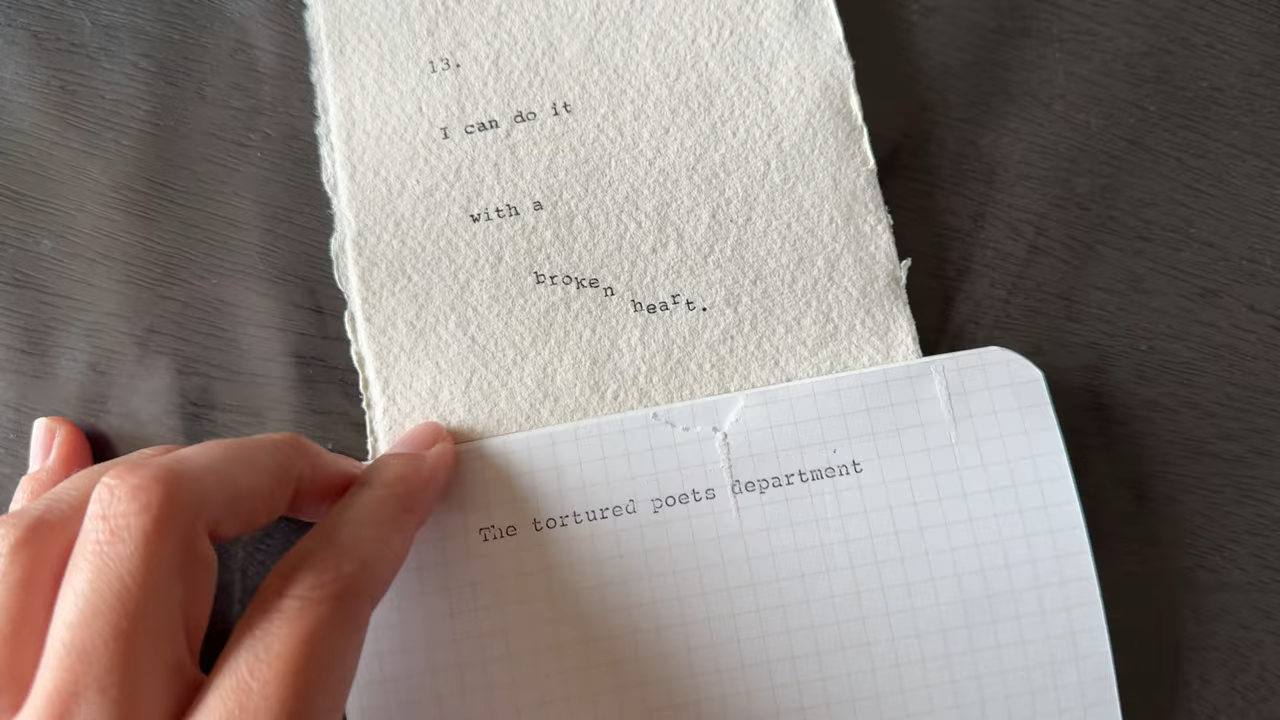 13.
I can do it
with a
broken heart.
The tortured poets department